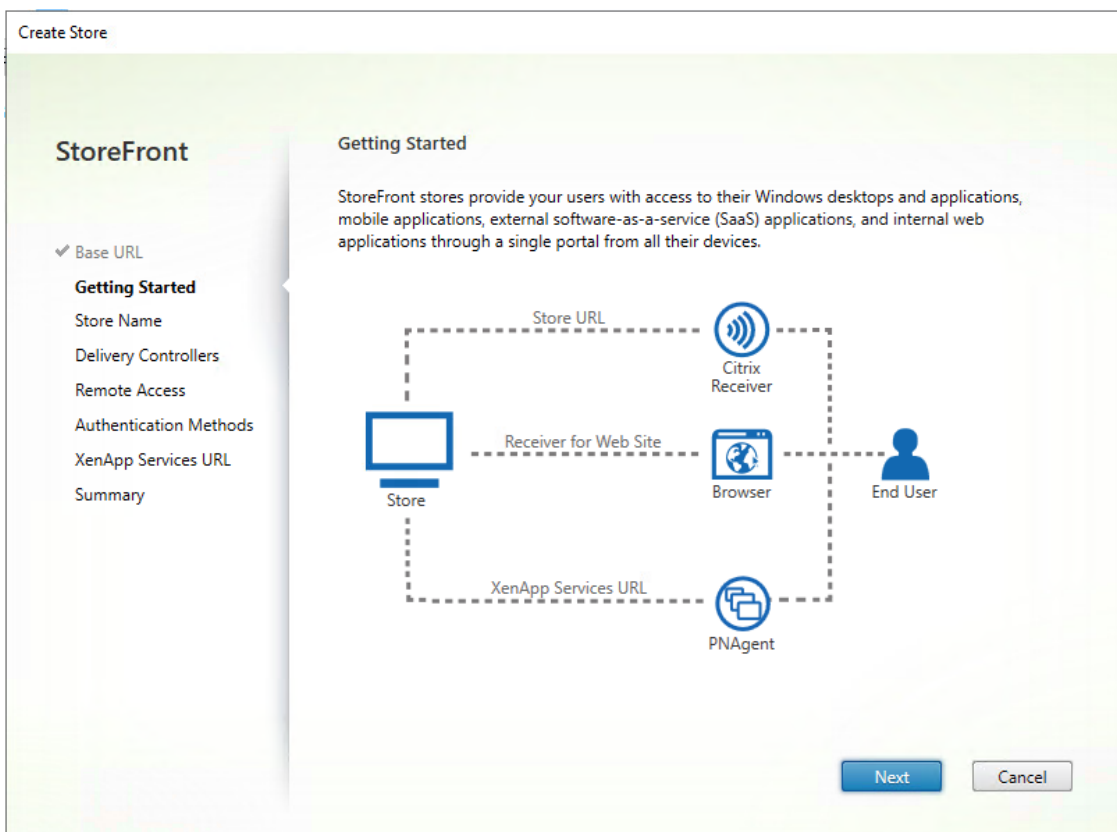 Create Store
StoreFront
Base URL
Getting Started
Store Name
Delivery Controllers
Remote Access
Authentication Methods
XenApp Services URL
Summary
Getting Started
StoreFront stores provide your users with access to their Windows desktops and applications,
mobile applications, external software-as-a-service (SaaS) applications, and internal web
applications through a single portal from all their devices.
Store URL
Citrix
Receiver
Receiver for Web Site
Store
Browser
End User
XenApp Services URL
PNAgent
Next
Cancel